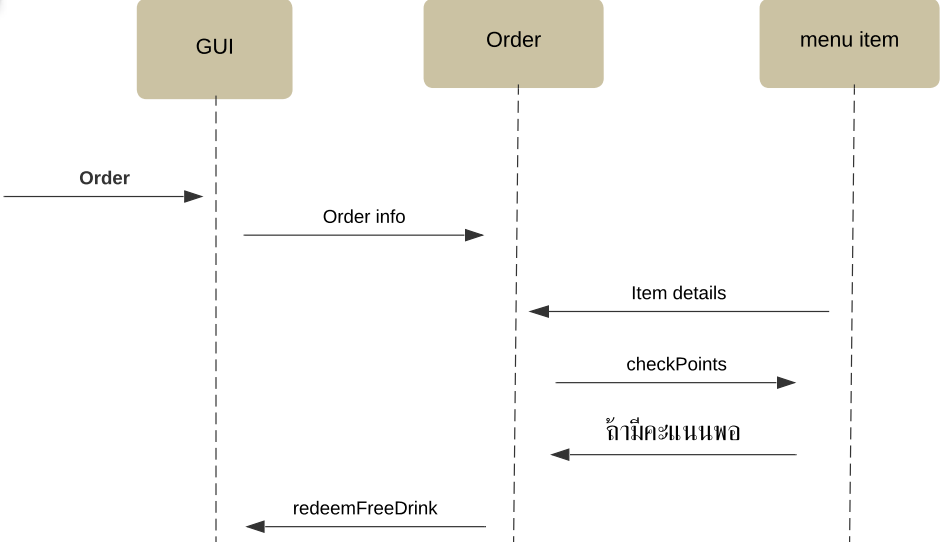 GUI
Order
menu item
Order
Order info
Item details
checkPoints
ถ้ามีคะแนนพอ
redeemFreeDrink